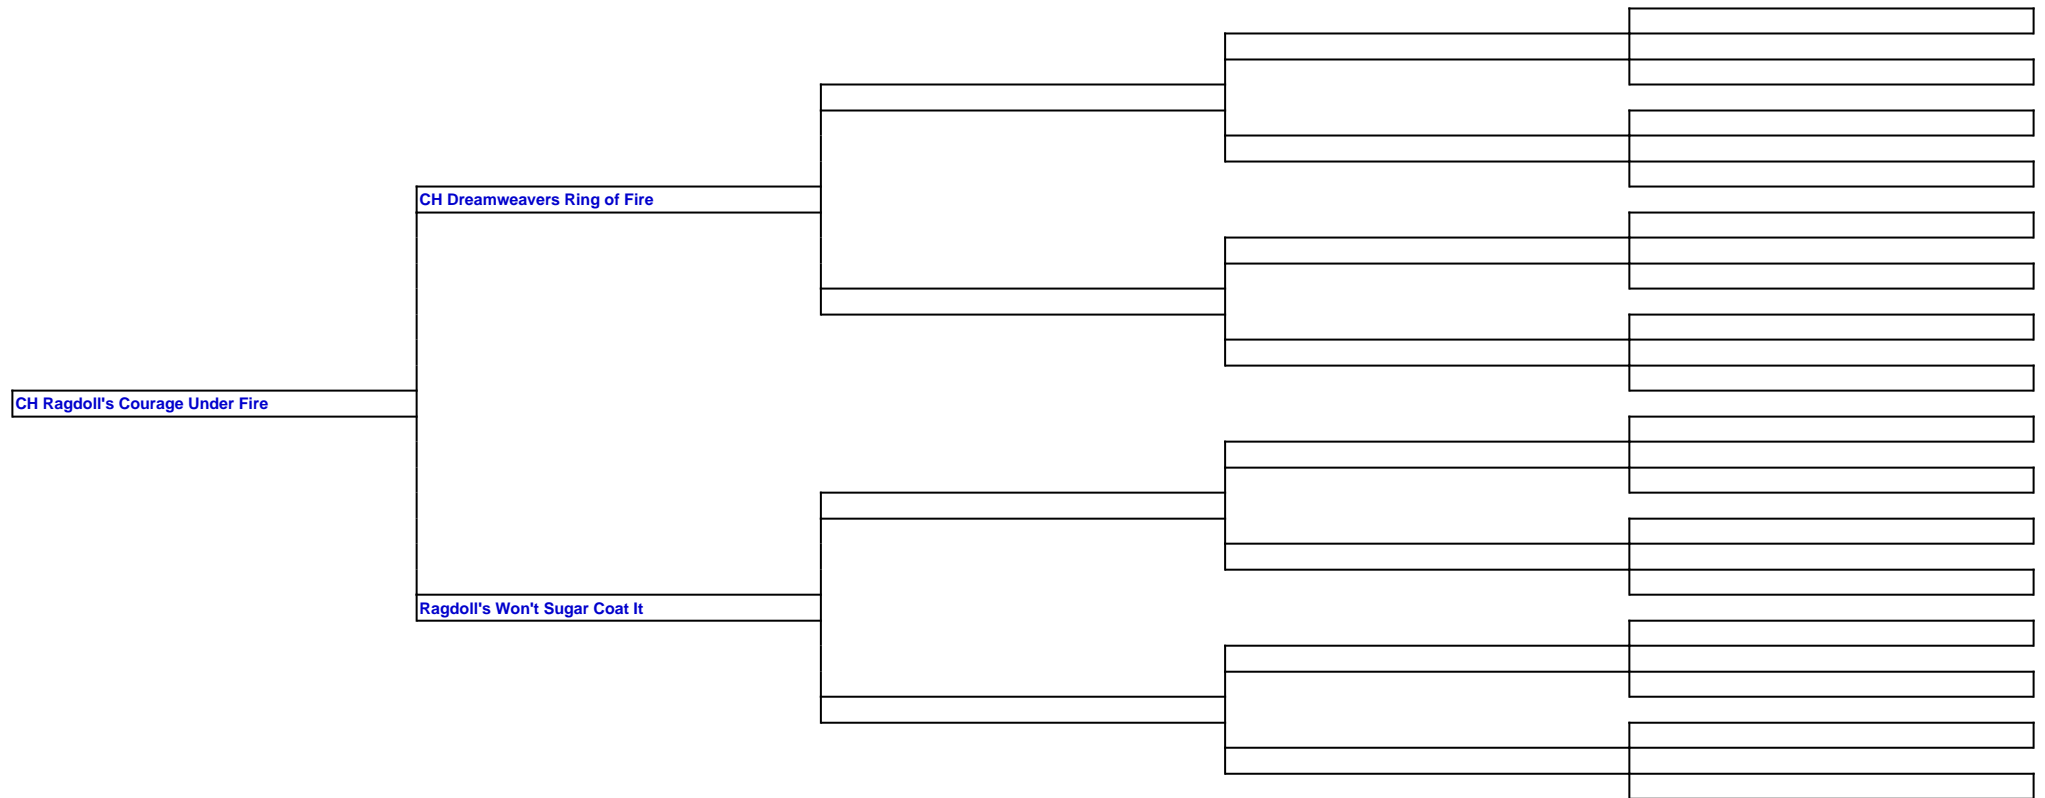 CH Dreamweavers Ring of Fire
CH Ragdoll's Courage Under Fire
Ragdoll's Won't Sugar Coat It